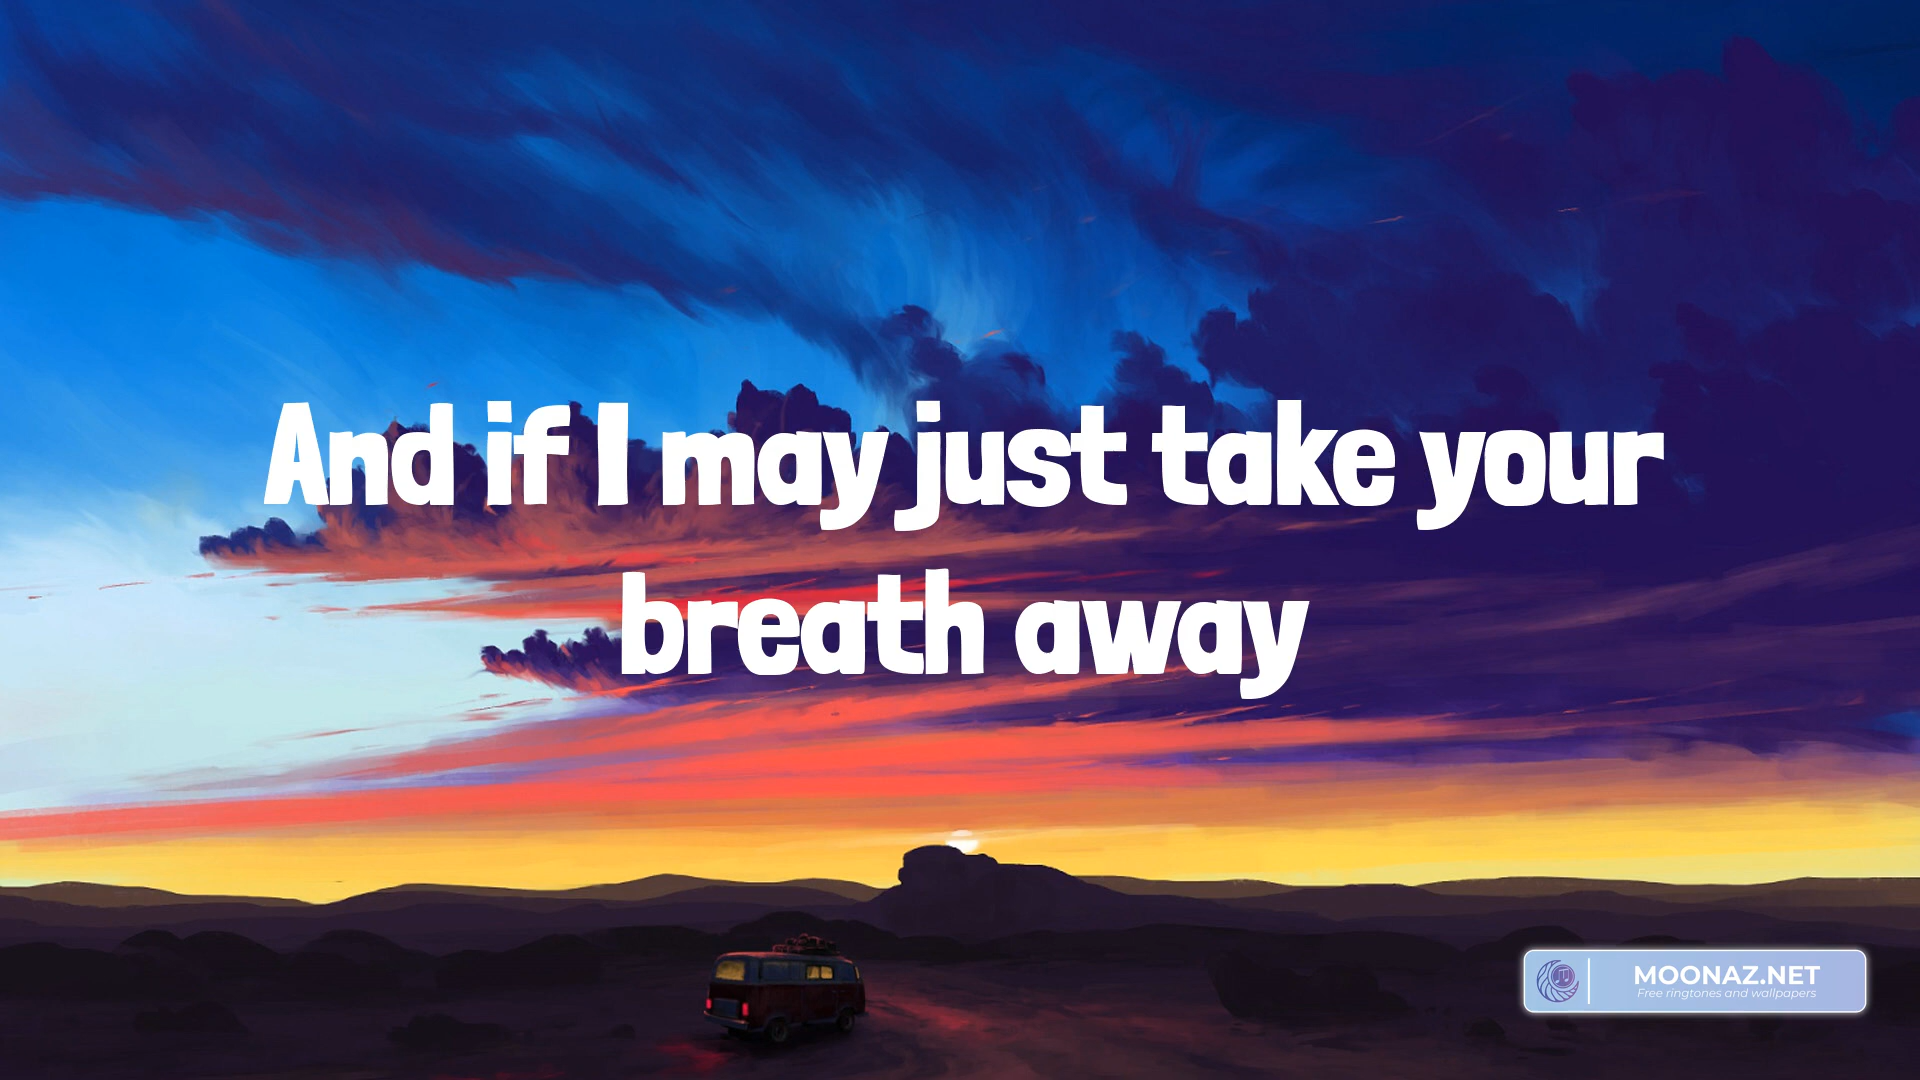 And if I may just take your
breath away
MOONAZ.NET
Free ringtones and wallpapers